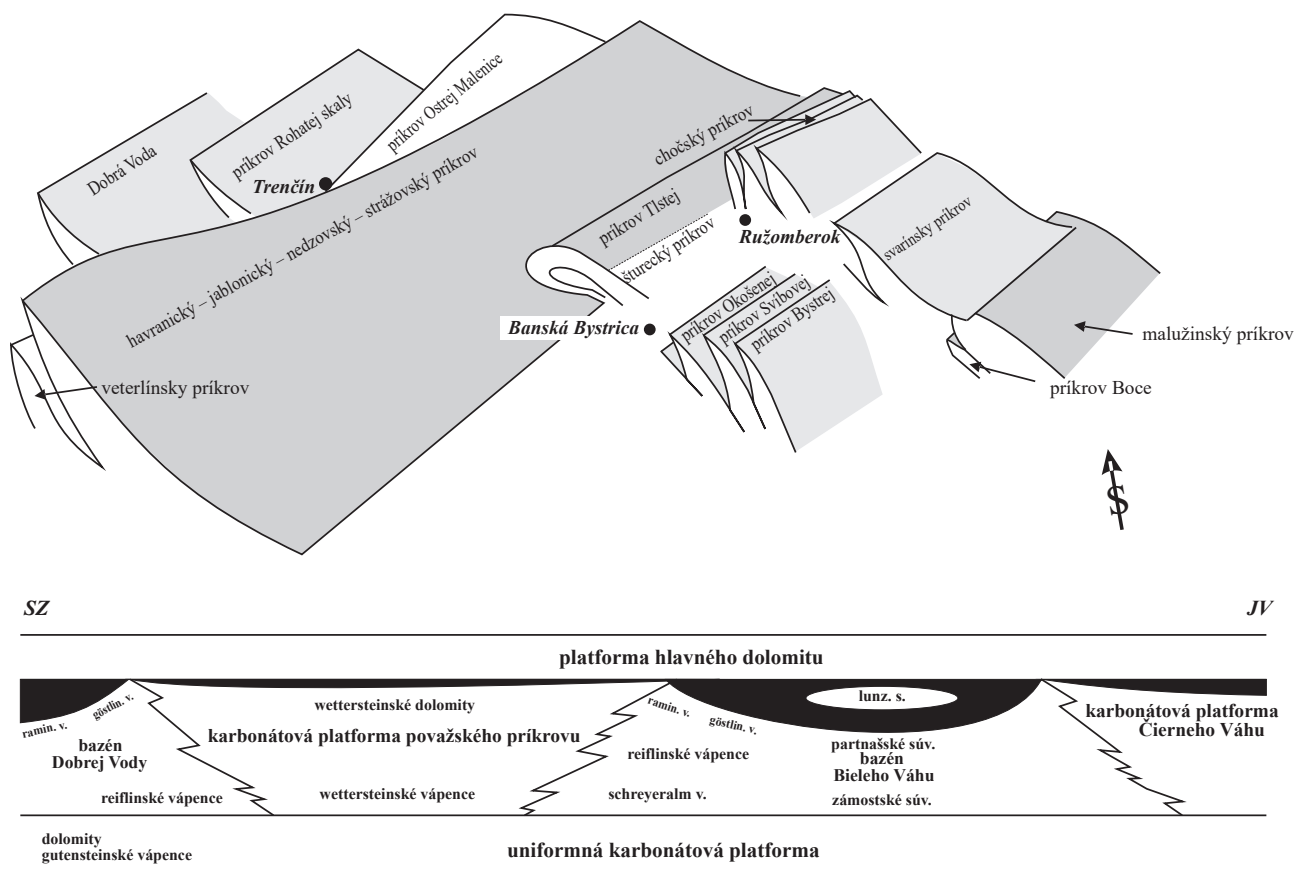 príkrov Ostrej Malenice
príkrov Rohatej skaly
Dobrá Voda
Trenčín
chočský príkrov
havranický – jablonický – nedzovský – strážovský príkrov
príkrov Tlstej
šturecký príkrov
Ružomberok
svarínsky príkrov
príkrov Okošenej
príkrov Svíbovej
príkrov Bystrej
Banská Bystrica
malužinský príkrov
veterlínsky príkrov
príkrov Boce
S
SZ
JV
platforma hlavného dolomitu
ramin. v.
göstlin. v.
wettersteinské dolomity
ramin. v.
göstlin. v.
lunz. s.
karbonátová platforma
Čierneho Váhu
bazén
Dobrej Vody
karbonátová platforma považského príkrovu
reiflinské vápence
partnašské súv.
bazén
Bieleho Váhu
reiflinské vápence
wettersteinské vápence
schreyeralm v.
zámostské súv.
dolomity
gutensteinské vápence
uniformná karbonátová platforma